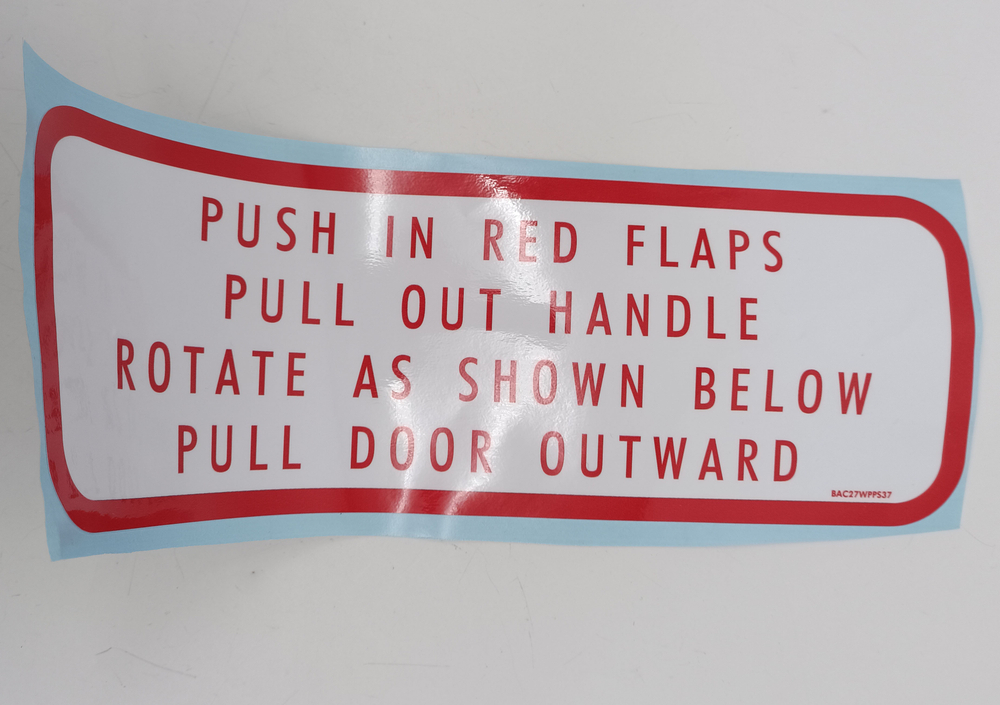 PUSH IN RED FLAPS
PULL OUT HANDLE
ROTATE AS SHOWN BELOW
PULL DOOR OUTWARD
BAC27WPPS37